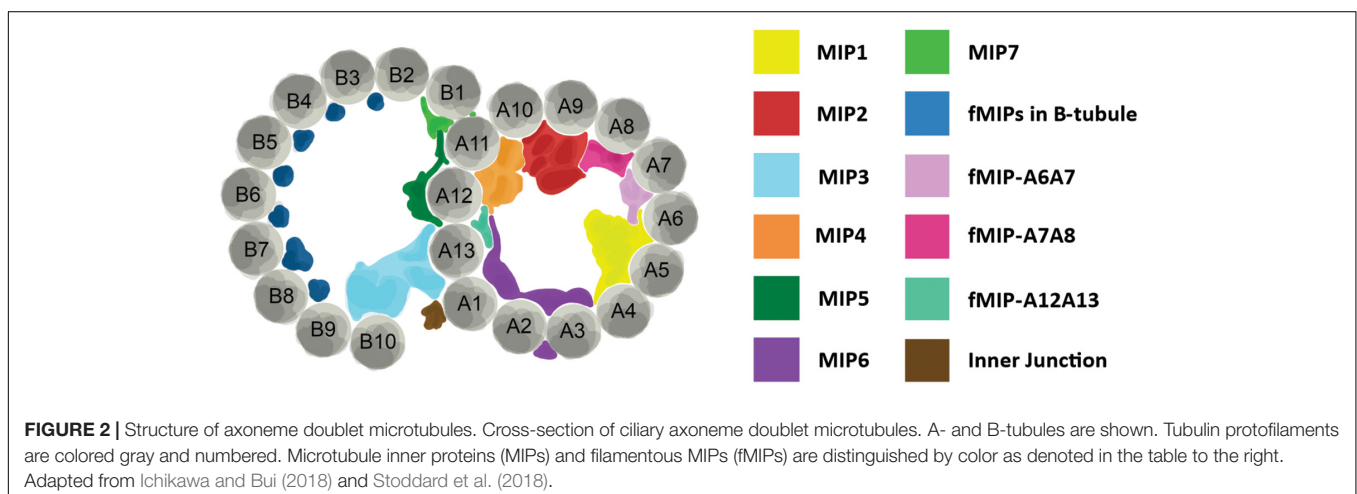 B3
B2
B4
B1
A10
A9
A8
B5
A11
A7
B6
A12
A6
B7
A13
A5
B8
A1
A4
B9
A2
A3
B10
MIP1
MIP7
MIP2
fMIPs in B-tubule
MIP3
fMIP-A6A7
MIP4
fMIP-A7A8
MIP5
fMIP-A12A13
MIP6
Inner Junction
FIGURE 2 | Structure of axoneme doublet microtubules. Cross-section of ciliary axoneme doublet microtubules. A- and B-tubules are shown. Tubulin protofilaments
are colored gray and numbered. Microtubule inner proteins (MIPs) and filamentous MIPs (fMIPs) are distinguished by color as denoted in the table to the right.
Adapted from Ichikawa and Bui (2018) and Stoddard et al. (2018).